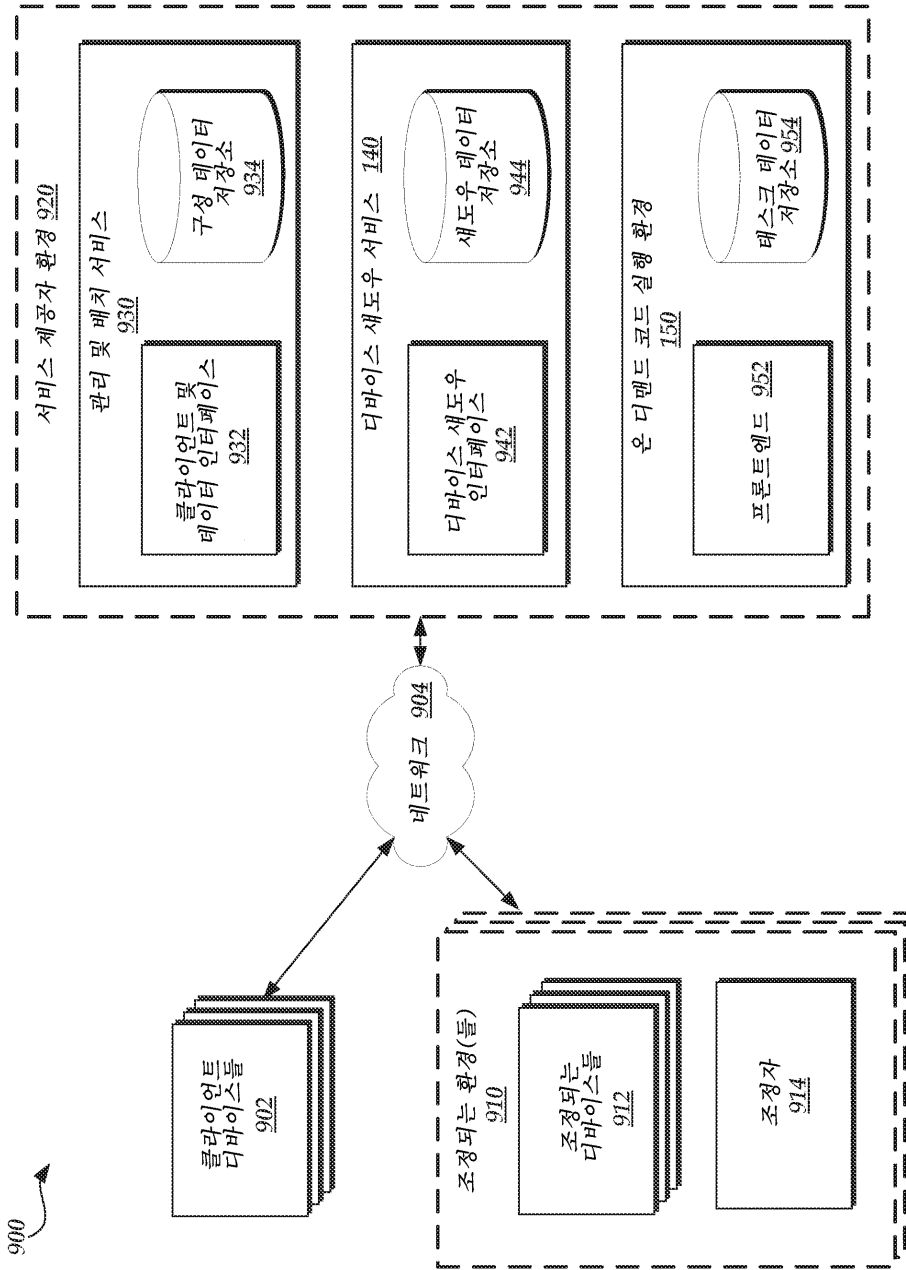 900
클라이언트
디바이스들
902
조정되는 환경(들)
910
조정되는
디바이스들
912
조정자
914
네트워크 904
서비스 제공자 환경 920
관리 및 배치 서비스
930
클라이언트 및
데이터 인터페이스
932
구성 데이터
저장소
934
디바이스 섀도우 서비스 140
디바이스 섀도우
인터페이스
942
섀도우 데이터
저장소
944
온 디맨드 코드 실행 환경
150
프론트엔드 952
태스크 데이터
저장소 954